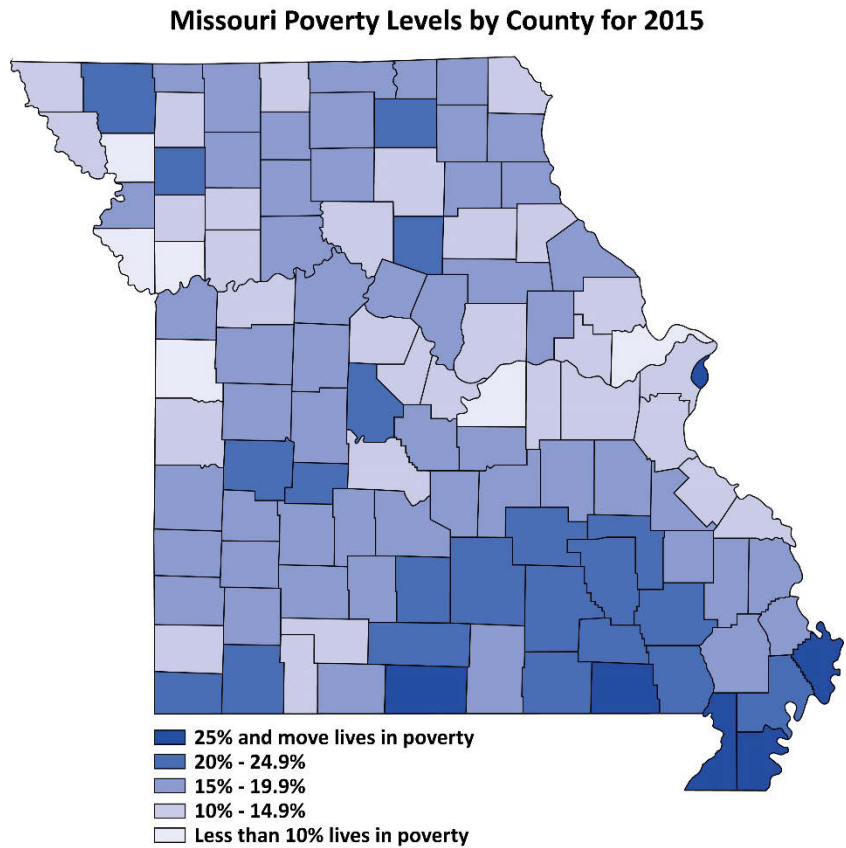 Missouri Poverty Levels by County for 2015
25% and move lives in poverty
20% - 24.9%
15% - 19.9%
10% - 14.9%
Less than 10% lives in poverty